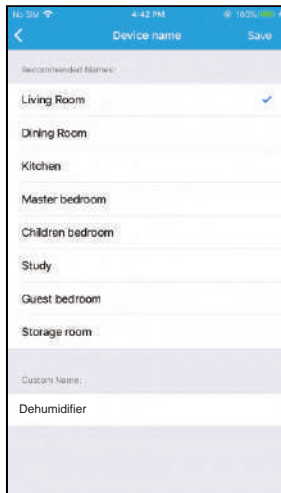 No SIM 4:42 PM 100%
Device name Save
Recommended Names:
Living Room
Dining Room
Kitchen
Master bedroom
Children bedroom
Study
Guest bedroom
Storage room
Custom Name:
Dehumidifier